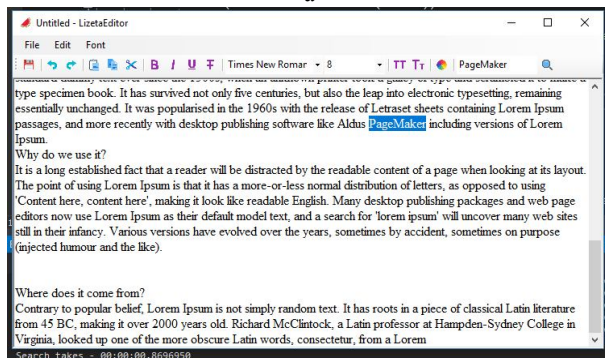 Untitled - LizetaEditor
File Edit Font
B I U T Times New Romar 8 TT Tт PageMaker
type specimen book. It has survived not only five centuries, but also the leap into electronic typesetting, remaining
essentially unchanged. It was popularised in the 1960s with the release of Letraset sheets containing Lorem Ipsum
passages, and more recently with desktop publishing software like Aldus PageMaker including versions of Lorem
Ipsum.
Why do we use it?
It is a long established fact that a reader will be distracted by the readable content of a page when looking at its layout.
The point of using Lorem Ipsum is that it has a more-or-less normal distribution of letters, as opposed to using
'Content here, content here', making it look like readable English. Many desktop publishing packages and web page
editors now use Lorem Ipsum as their default model text, and a search for 'lorem ipsum' will uncover many web sites
still in their infancy. Various versions have evolved over the years, sometimes by accident, sometimes on purpose
(injected humour and the like).
Where does it come from?
Contrary to popular belief, Lorem Ipsum is not simply random text. It has roots in a piece of classical Latin literature
from 45 BC, making it over 2000 years old. Richard McClintock, a Latin professor at Hampden-Sydney College in
Virginia, looked up one of the more obscure Latin words, consectetur, from a Lorem
Search takes - 00:00:00.8696950